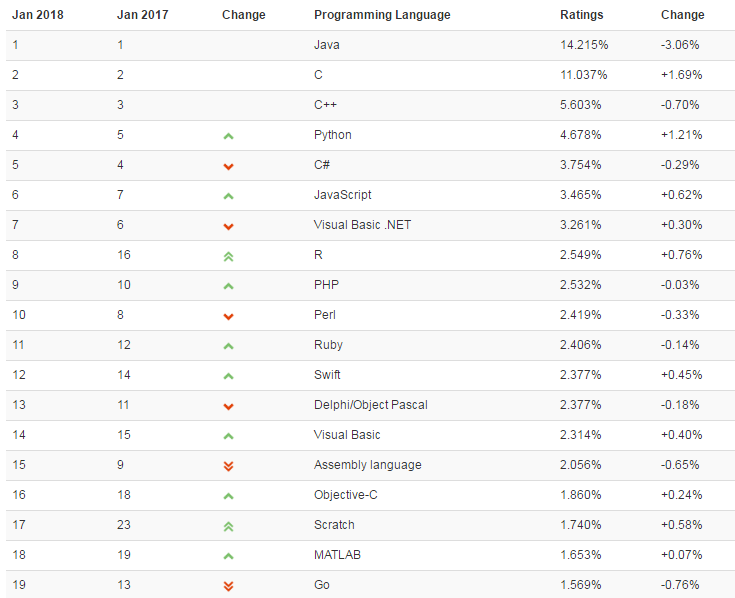 Jan 2018 Jan 2017 Change Programming Language Ratings Change
1 1 Java 14.215% -3.06%
2 2 C 11.037% +1.69%
3 3 C++ 5.603% -0.70%
4 5 Python 4.678% +1.21%
5 4 C# 3.754% -0.29%
6 7 JavaScript 3.465% +0.62%
7 6 Visual Basic .NET 3.261% +0.30%
8 16 R 2.549% +0.76%
9 10 PHP 2.532% -0.03%
10 8 Perl 2.419% -0.33%
11 12 Ruby 2.406% -0.14%
12 14 Swift 2.377% +0.45%
13 11 Delphi/Object Pascal 2.377% -0.18%
14 15 Visual Basic 2.314% +0.40%
15 9 Assembly language 2.056% -0.65%
16 18 Objective-C 1.860% +0.24%
17 23 Scratch 1.740% +0.58%
18 19 MATLAB 1.653% +0.07%
19 13 Go 1.569% -0.76%